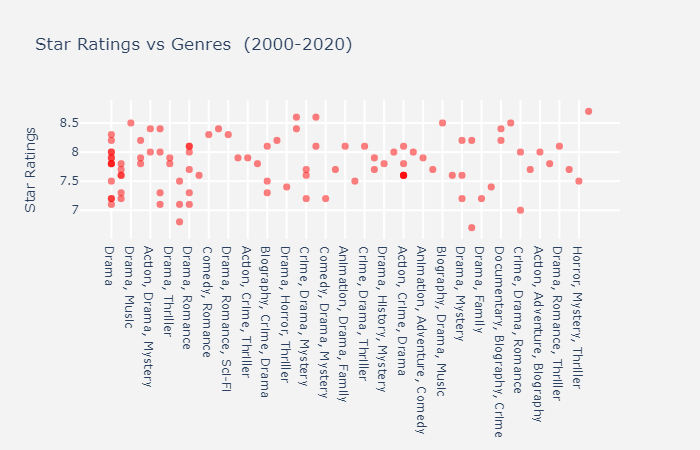 Star Ratings vs Genres (2000-2020)
Star Ratings
8.5
8
7.5
7
Drama
Drama, Music
Action, Drama, Mystery
Drama, Thriller
Drama, Romance
Comedy, Romance
Drama, Romance, Sci-Fi
Action, Crime, Thriller
Biography, Crime, Drama
Drama, Horror, Thriller
Crime, Drama, Mystery
Comedy, Drama, Mystery
Animation, Drama, Family
Crime, Drama, Thriller
Drama, History, Mystery
Action, Crime, Drama
Animation, Adventure, Comedy
Biography, Drama, Music
Drama, Mystery
Drama, Family
Documentary, Biography, Crime
Crime, Drama, Romance
Action, Adventure, Biography
Drama, Romance, Thriller
Horror, Mystery, Thriller